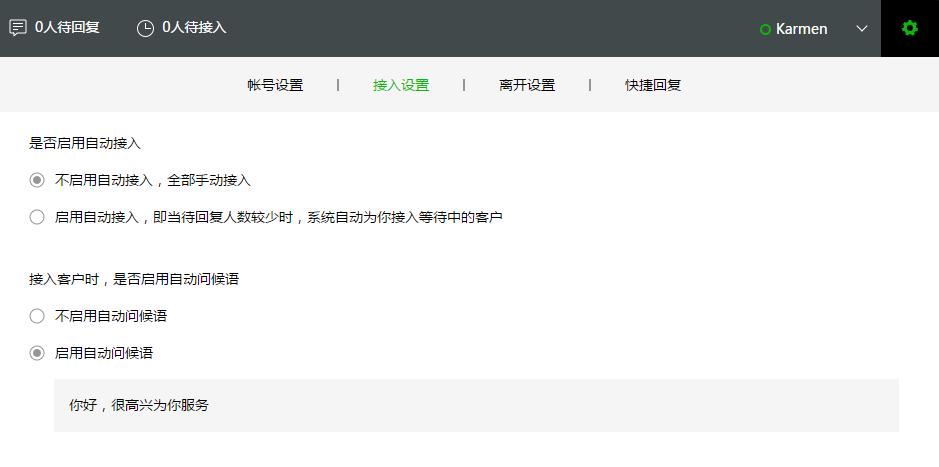 0人待回复 0人待接入 Karmen
帐号设置 | 接入设置 | 离开设置 | 快捷回复
是否启用自动接入
不启用自动接入，全部手动接入
启用自动接入，即当待回复人数较少时，系统自动为你接入等待中的客户
接入客户时，是否启用自动问候语
不启用自动问候语
启用自动问候语
你好，很高兴为你服务